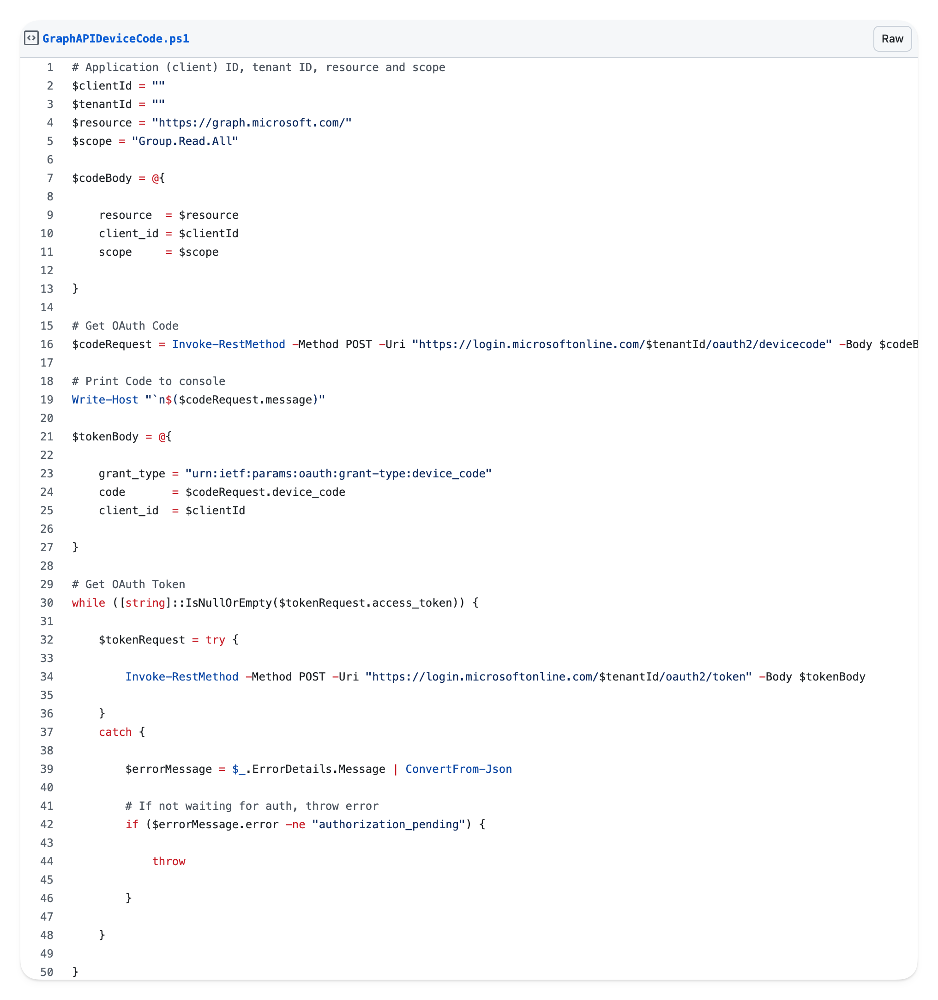 GraphAPIDeviceCode.ps1
Raw
1 # Application (client) ID, tenant ID, resource and scope
2 $clientId = ""
3 $tenantId = ""
4 $resource = "https://graph.microsoft.com/"
5 $scope = "Group.Read.All"
6
7 $codeBody = @{
8
9     resource  = $resource
10     client_id = $clientId
11     scope     = $scope
12
13 }
14
15 # Get OAuth Code
16 $codeRequest = Invoke-RestMethod -Method POST -Uri "https://login.microsoftonline.com/$tenantId/oauth2/devicecode" -Body $codeB
17
18 # Print Code to console
19 Write-Host "`n$($codeRequest.message)"
20
21 $tokenBody = @{
22
23     grant_type = "urn:ietf:params:oauth:grant-type:device_code"
24     code       = $codeRequest.device_code
25     client_id  = $clientId
26
27 }
28
29 # Get OAuth Token
30 while ([string]::IsNullOrEmpty($tokenRequest.access_token)) {
31
32     $tokenRequest = try {
33
34         Invoke-RestMethod -Method POST -Uri "https://login.microsoftonline.com/$tenantId/oauth2/token" -Body $tokenBody
35
36     }
37     catch {
38
39         $errorMessage = $_.ErrorDetails.Message | ConvertFrom-Json
40
41         # If not waiting for auth, throw error
42         if ($errorMessage.error -ne "authorization_pending") {
43
44             throw
45
46         }
47
48     }
49
50 }